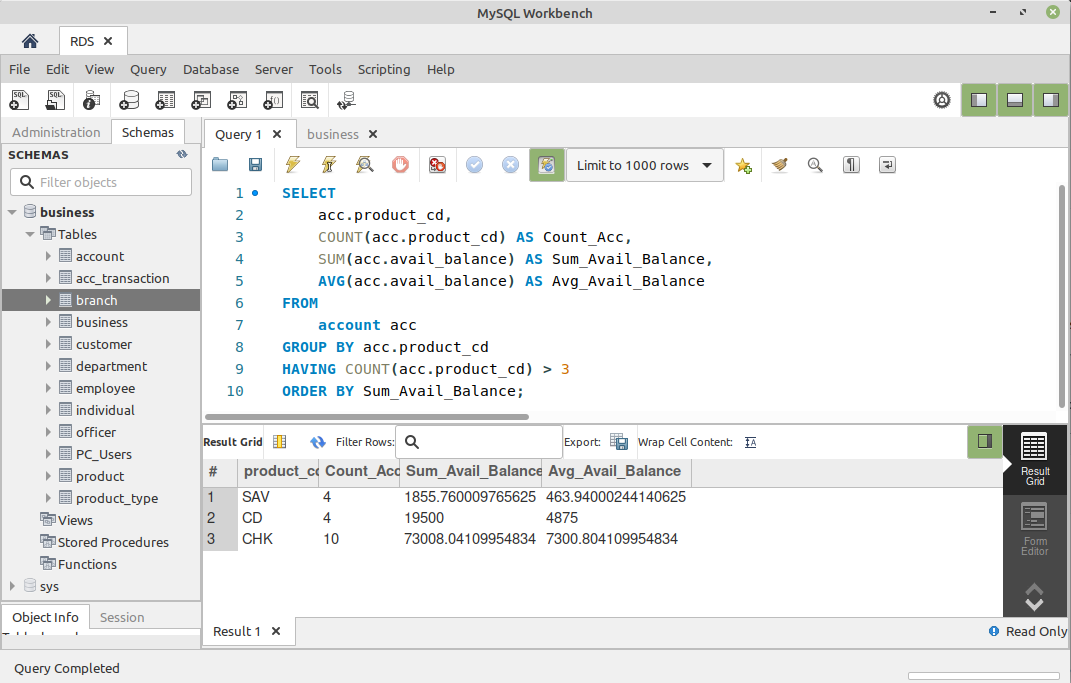 MySQL Workbench
RDS
File Edit View Query Database Server Tools Scripting Help
Administration Schemas
Query 1 business
SCHEMAS
Filter objects
Limit to 1000 rows
business
Tables
account
acc_transaction
branch
business
customer
department
employee
individual
officer
PC_Users
product
product_type
Views
Stored Procedures
Functions
sys
1 SELECT
2 acc.product_cd,
3 COUNT(acc.product_cd) AS Count_Acc,
4 SUM(acc.avail_balance) AS Sum_Avail_Balance,
5 AVG(acc.avail_balance) AS Avg_Avail_Balance
6 FROM
7 account acc
8 GROUP BY acc.product_cd
9 HAVING COUNT(acc.product_cd) > 3
10 ORDER BY Sum_Avail_Balance;
Result Grid Filter Rows: Export: Wrap Cell Content:
# product_cd Count_Acc Sum_Avail_Balance Avg_Avail_Balance
1 SAV 4 1855.760009765625 463.94000244140625
2 CD 4 19500 4875
3 CHK 10 73008.04109954834 7300.804109954834
Result
Grid
Form
Editor
Object Info Session
Result 1
Read Only
Query Completed